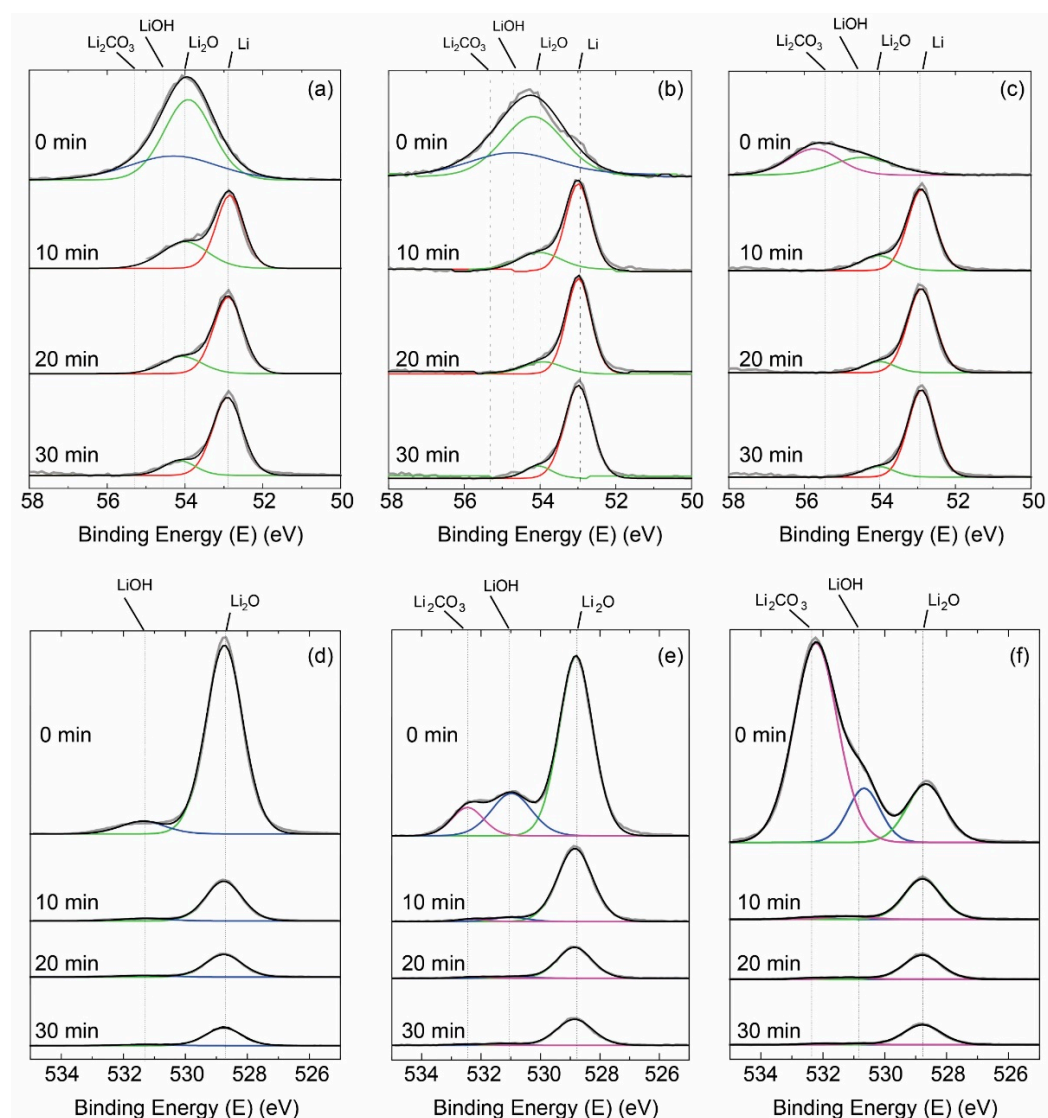 LiOH
Li₂CO₃ Li₂O Li
(a)
0 min
10 min
20 min
30 min
58 56 54 52 50
Binding Energy (E) (eV)
LiOH
Li₂CO₃ Li₂O Li
(b)
0 min
10 min
20 min
30 min
58 56 54 52 50
Binding Energy (E) (eV)
LiOH
Li₂CO₃ Li₂O Li
(c)
0 min
10 min
20 min
30 min
58 56 54 52 50
Binding Energy (E) (eV)
LiOH Li₂O
(d)
0 min
10 min
20 min
30 min
534 532 530 528 526
Binding Energy (E) (eV)
LiOH
Li₂CO₃ Li₂O
(e)
0 min
10 min
20 min
30 min
534 532 530 528 526
Binding Energy (E) (eV)
LiOH
Li₂CO₃ Li₂O
(f)
0 min
10 min
20 min
30 min
534 532 530 528 526
Binding Energy (E) (eV)